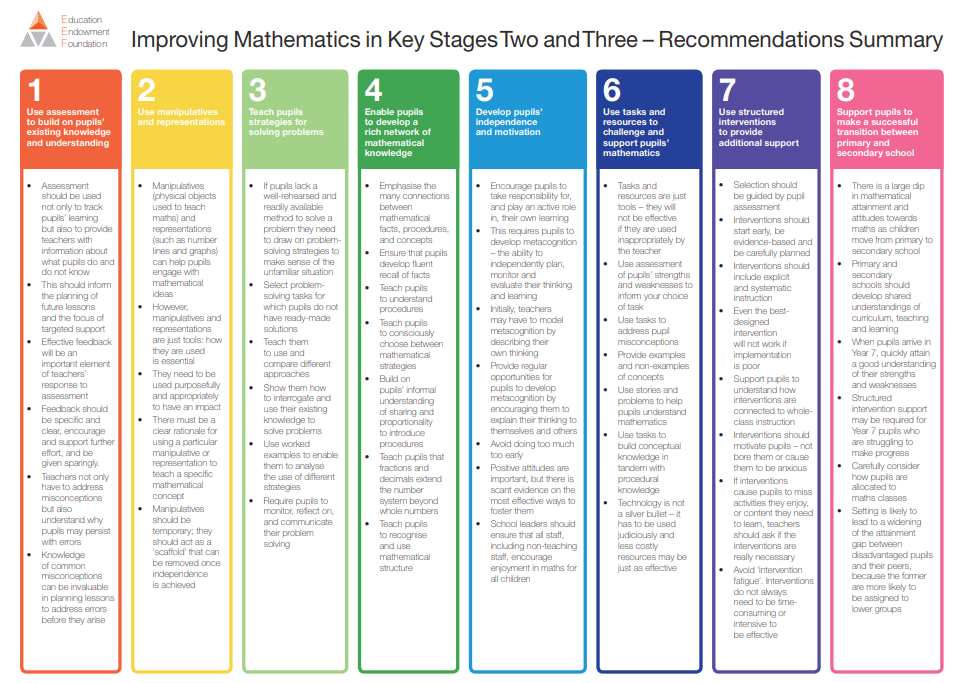 Education
Endowment
Foundation
Improving Mathematics in Key Stages Two and Three – Recommendations Summary
1
Use assessment
to build on pupils'
existing knowledge
and understanding
• Assessment
should be used
not only to track
pupils' learning
but also to provide
teachers with
information about
what pupils do and
do not know
• This should inform
the planning of
future lessons
and the focus of
targeted support
• Effective feedback
will be an
important element
of teachers'
response to
assessment
• Feedback should
be specific and
clear, encourage
and support further
effort, and be
given sparingly.
• Teachers not only
have to address
misconceptions
but also
understand why
pupils may persist
with errors
• Knowledge
of common
misconceptions
can be invaluable
in planning lessons
to address errors
before they arise
2
Use manipulatives
and representations
• Manipulatives
(physical objects
used to teach
maths) and
representations
(such as number
lines and graphs)
can help pupils
engage with
mathematical
ideas
• However,
manipulatives and
representations
are just tools: how
they are used
is essential
• They need to be
used purposefully
and appropriately
to have an impact
• There must be a
clear rationale for
using a particular
manipulative or
representation to
teach a specific
mathematical
concept
• Manipulatives
should be
temporary; they
should act as a
'scaffold' that can
be removed once
independence
is achieved
3
Teach pupils
strategies for
solving problems
• If pupils lack a
well-rehearsed and
readily available
method to solve a
problem they need
to draw on problem-
solving strategies to
make sense of the
unfamiliar situation
• Select problem-
solving tasks for
which pupils do not
have ready-made
solutions
• Teach them
to use and
compare different
approaches
• Show them how
to interrogate and
use their existing
knowledge to
solve problems
• Use worked
examples to enable
them to analyse
the use of different
strategies
• Require pupils to
monitor, reflect on,
and communicate
their problem
solving
4
Enable pupils
to develop a
rich network of
mathematical
knowledge
• Emphasise the
many connections
between
mathematical
facts, procedures,
and concepts
• Ensure that pupils
develop fluent
recall of facts
• Teach pupils
to understand
procedures
• Teach pupils
to consciously
choose between
mathematical
strategies
• Build on
pupils' informal
understanding
of sharing and
proportionality
to introduce
procedures
• Teach pupils that
fractions and
decimals extend
the number
system beyond
whole numbers
• Teach pupils
to recognise
and use
mathematical
structure
5
Develop pupils'
independence
and motivation
• Encourage pupils to
take responsibility for,
and play an active role
in, their own learning
• This requires pupils to
develop metacognition
– the ability to
independently plan,
monitor and
evaluate their thinking
and learning
• Initially, teachers
may have to model
metacognition by
describing their
own thinking
• Provide regular
opportunities for
pupils to develop
metacognition by
encouraging them to
explain their thinking to
themselves and others
• Avoid doing too much
too early
• Positive attitudes are
important, but there is
scant evidence on the
most effective ways to
foster them
• School leaders should
ensure that all staff,
including non-teaching
staff, encourage
enjoyment in maths for
all children
6
Use tasks and
resources to
challenge and
support pupils'
mathematics
• Tasks and
resources are just
tools – they will
not be effective
if they are used
inappropriately by
the teacher
• Use assessment
of pupils' strengths
and weaknesses to
inform your choice
of task
• Use tasks to
address pupil
misconceptions
• Provide examples
and non-examples
of concepts
• Use stories and
problems to help
pupils understand
mathematics
• Use tasks to
build conceptual
knowledge in
tandem with
procedural
knowledge
• Technology is not
a silver bullet – it
has to be used
judiciously and
less costly
resources may be
just as effective
7
Use structured
interventions
to provide
additional support
• Selection should
be guided by pupil
assessment
• Interventions should
start early, be
evidence-based and
be carefully planned
• Interventions should
include explicit
and systematic
instruction
• Even the best-
designed
intervention
will not work if
implementation
is poor
• Support pupils to
understand how
interventions are
connected to whole-
class instruction
• Interventions should
motivate pupils – not
bore them or cause
them to be anxious
• If interventions
cause pupils to miss
activities they enjoy,
or content they need
to learn, teachers
should ask if the
interventions are
really necessary
• Avoid 'intervention
fatigue'. Interventions
do not always
need to be time-
consuming or
intensive to
be effective
8
Support pupils to
make a successful
transition between
primary and
secondary school
• There is a large dip
in mathematical
attainment and
attitudes towards
maths as children
move from primary to
secondary school
• Primary and
secondary
schools should
develop shared
understandings of
curriculum, teaching
and learning
• When pupils arrive in
Year 7, quickly attain
a good understanding
of their strengths
and weaknesses
• Structured
intervention support
may be required for
Year 7 pupils who
are struggling to
make progress
• Carefully consider
how pupils are
allocated to
maths classes
• Setting is likely to
lead to a widening
of the attainment
gap between
disadvantaged pupils
and their peers,
because the former
are more likely to
be assigned to
lower groups